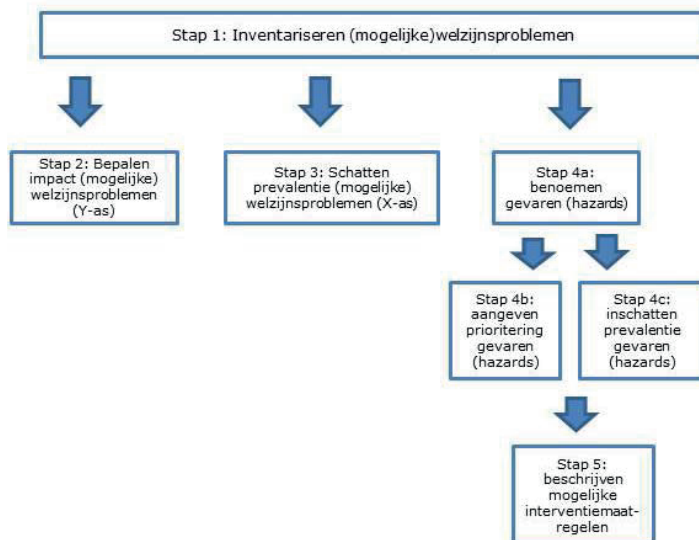 Stap 1: Inventariseren (mogelijke)welzijnsproblemen
Stap 2: Bepalen
impact (mogelijke)
welzijnsproblemen
(Y-as)
Stap 3: Schatten
prevalentie (mogelijke)
welzijnsproblemen (X-as)
Stap 4a:
benoemen
gevaren (hazards)
Stap 4b:
aangeven
prioritering
gevaren
(hazards)
Stap 4c:
inschatten
prevalentie
gevaren
(hazards)
Stap 5:
beschrijven
mogelijke
interventiemaat-
regelen